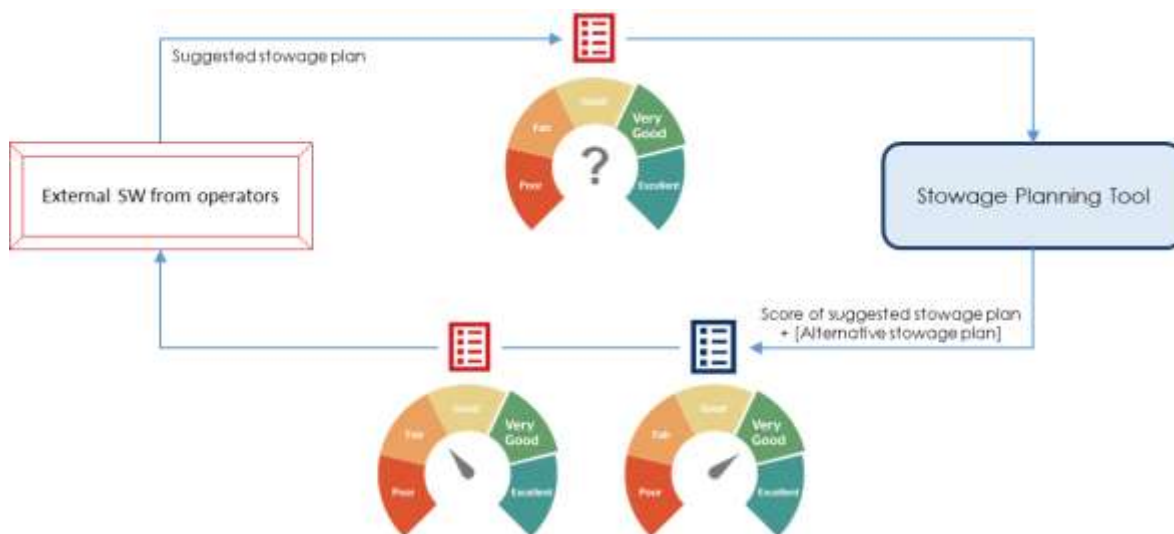 Suggested stowage plan
Good
Fair
Very
Good
Poor
Excellent
External SW from operators
Stowage Planning Tool
Score of suggested stowage plan
+ [Alternative stowage plan]
Good
Fair
Very
Good
Poor
Excellent
Good
Fair
Very
Good
Poor
Excellent
?